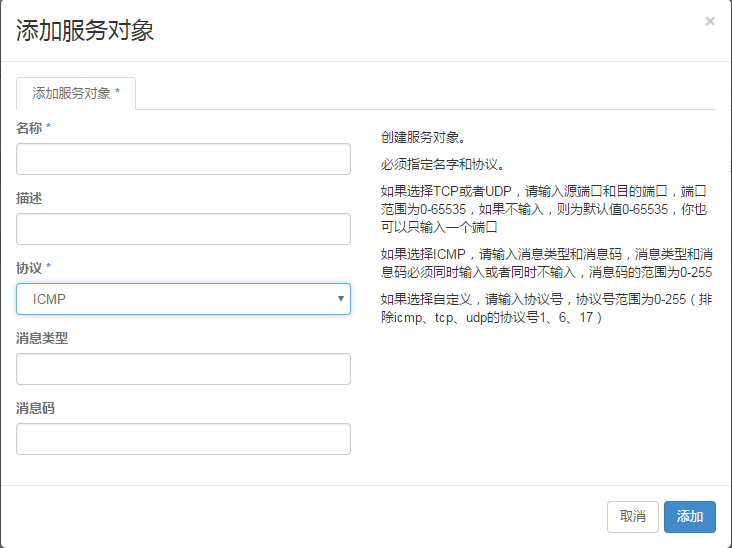 添加服务对象
×
添加服务对象 *
名称 *
描述
协议 *
ICMP
消息类型
消息码
创建服务对象。
必须指定名字和协议。
如果选择TCP或者UDP，请输入源端口和目的端口，端口
范围为0-65535，如果不输入，则为默认值0-65535，你也
可以只输入一个端口
如果选择ICMP，请输入消息类型和消息码，消息类型和消
息码必须同时输入或者同时不输入，消息码的范围为0-255
如果选择自定义，请输入协议号，协议号范围为0-255（排
除icmp、tcp、udp的协议号1、6、17）
取消
添加